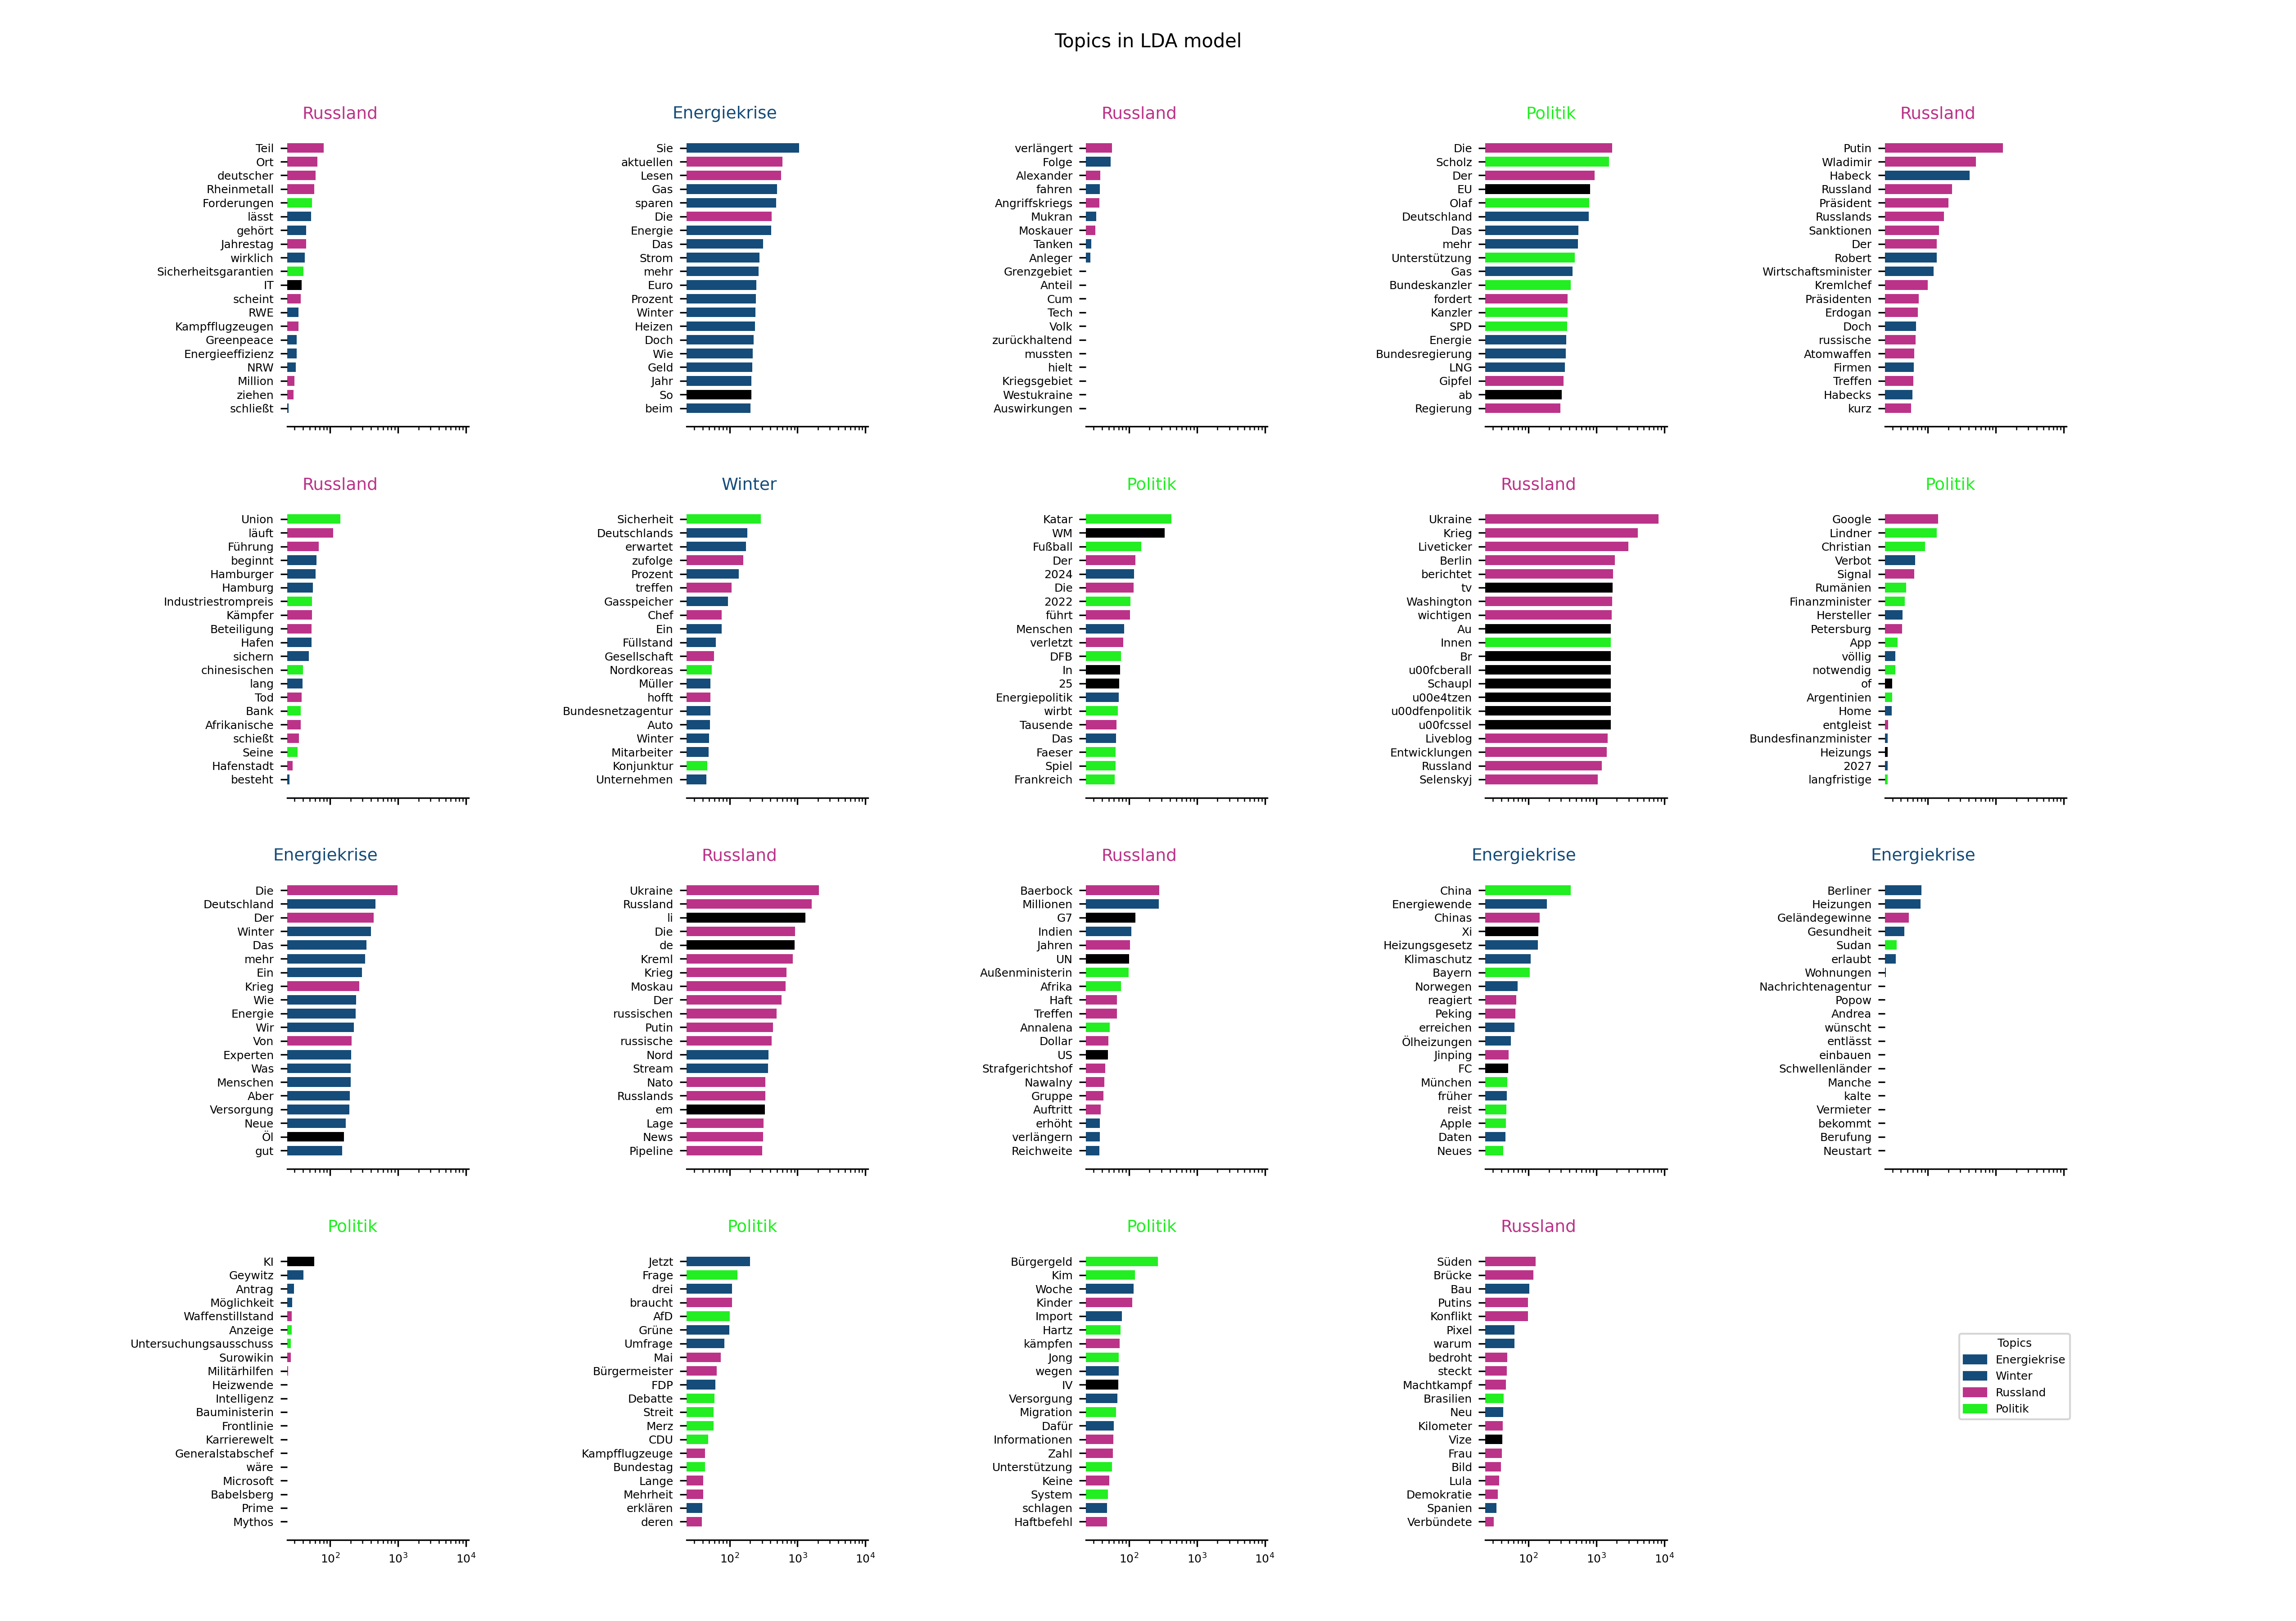 Topics in LDA model
Russland
Teil
Ort
deutscher
Rheinmetall
Forderungen
lässt
gehört
Jahrestag
wirklich
Sicherheitsgarantien
IT
scheint
RWE
Kampfflugzeugen
Greenpeace
Energieeffizienz
NRW
Million
ziehen
schließt
Energiekrise
Sie
aktuellen
Lesen
Gas
sparen
Die
Energie
Das
Strom
mehr
Euro
Prozent
Winter
Heizen
Doch
Wie
Geld
Jahr
So
beim
Russland
verlängert
Folge
Alexander
fahren
Angriffskriegs
Mukran
Moskauer
Tanken
Anleger
Grenzgebiet
Anteil
Cum
Tech
Volk
zurückhaltend
mussten
hielt
Kriegsgebiet
Westukraine
Auswirkungen
Politik
Die
Scholz
Der
EU
Olaf
Deutschland
Das
mehr
Unterstützung
Gas
Bundeskanzler
fordert
Kanzler
SPD
Energie
Bundesregierung
LNG
Gipfel
ab
Regierung
Russland
Putin
Wladimir
Habeck
Russland
Präsident
Russlands
Sanktionen
Der
Robert
Wirtschaftsminister
Kremlchef
Präsidenten
Erdogan
Doch
russische
Atomwaffen
Firmen
Treffen
Habecks
kurz
Russland
Union
läuft
Führung
beginnt
Hamburger
Hamburg
Industriestrompreis
Kämpfer
Beteiligung
Hafen
sichern
chinesischen
lang
Tod
Bank
Afrikanische
schießt
Seine
Hafenstadt
besteht
Winter
Sicherheit
Deutschlands
erwartet
zufolge
Prozent
treffen
Gasspeicher
Chef
Ein
Füllstand
Gesellschaft
Nordkoreas
Müller
hofft
Bundesnetzagentur
Auto
Winter
Mitarbeiter
Konjunktur
Unternehmen
Politik
Katar
WM
Fußball
Der
2024
Die
2022
führt
Menschen
verletzt
DFB
In
25
Energiepolitik
wirbt
Tausende
Das
Faeser
Spiel
Frankreich
Russland
Ukraine
Krieg
Liveticker
Berlin
berichtet
tv
Washington
wichtigen
Au
Innen
Br
u00fcberall
Schaupl
u00e4tzen
u00dfenpolitik
u00fcssel
Liveblog
Entwicklungen
Russland
Selenskyj
Politik
Google
Lindner
Christian
Verbot
Signal
Rumänien
Finanzminister
Hersteller
Petersburg
App
völlig
notwendig
of
Argentinien
Home
entgleist
Bundesfinanzminister
Heizungs
2027
langfristige
Energiekrise
Die
Deutschland
Der
Winter
Das
mehr
Ein
Krieg
Wie
Energie
Wir
Von
Experten
Was
Menschen
Aber
Versorgung
Neue
Öl
gut
Russland
Ukraine
Russland
li
Die
de
Kreml
Krieg
Moskau
Der
russischen
Putin
russische
Nord
Stream
Nato
Russlands
em
Lage
News
Pipeline
Russland
Baerbock
Millionen
G7
Indien
Jahren
UN
Außenministerin
Afrika
Haft
Treffen
Annalena
Dollar
US
Strafgerichtshof
Nawalny
Gruppe
Auftritt
erhöht
verlängern
Reichweite
Energiekrise
China
Energiewende
Chinas
Xi
Heizungsgesetz
Klimaschutz
Bayern
Norwegen
reagiert
Peking
erreichen
Ölheizungen
Jinping
FC
München
früher
reist
Apple
Daten
Neues
Energiekrise
Berliner
Heizungen
Geländegewinne
Gesundheit
Sudan
erlaubt
Wohnungen
Nachrichtenagentur
Popow
Andrea
wünscht
entlässt
einbauen
Schwellenländer
Manche
kalte
Vermieter
bekommt
Berufung
Neustart
Politik
KI
Geywitz
Antrag
Möglichkeit
Waffenstillstand
Anzeige
Untersuchungsausschuss
Surowikin
Militärhilfen
Heizwende
Intelligenz
Bauministerin
Frontlinie
Karrierewelt
Generalstabschef
wäre
Microsoft
Babelsberg
Prime
Mythos
10² 10³ 10⁴
Politik
Jetzt
Frage
drei
braucht
AfD
Grüne
Umfrage
Mai
Bürgermeister
FDP
Debatte
Streit
Merz
CDU
Kampfflugzeuge
Bundestag
Lange
Mehrheit
erklären
deren
10² 10³ 10⁴
Politik
Bürgergeld
Kim
Woche
Kinder
Import
Hartz
kämpfen
Jong
wegen
IV
Versorgung
Migration
Dafür
Informationen
Zahl
Unterstützung
Keine
System
schlagen
Haftbefehl
10² 10³ 10⁴
Russland
Süden
Brücke
Bau
Putins
Konflikt
Pixel
warum
bedroht
steckt
Machtkampf
Brasilien
Neu
Kilometer
Vize
Frau
Bild
Lula
Demokratie
Spanien
Verbündete
10² 10³ 10⁴
Topics
Energiekrise
Winter
Russland
Politik